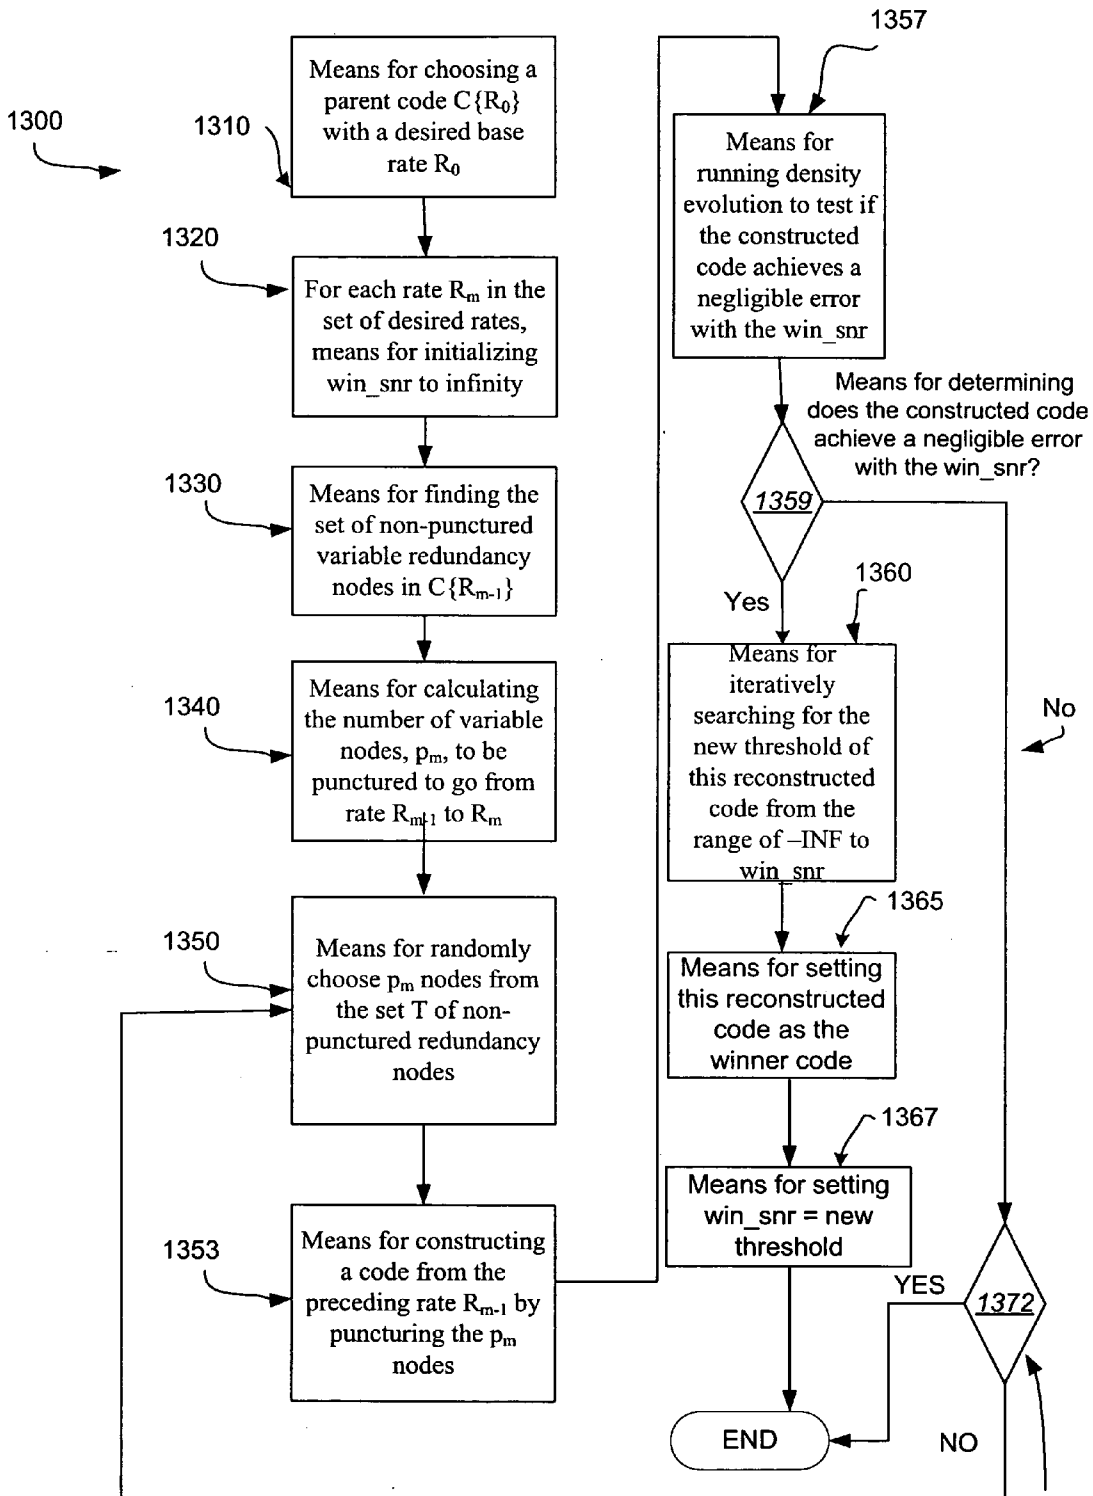 1300
1310
Means for choosing a
parent code C{R₀}
with a desired base
rate R₀
1320
For each rate Rₘ in the
set of desired rates,
means for initializing
win_snr to infinity
1330
Means for finding the
set of non-punctured
variable redundancy
nodes in C{Rₘ₋₁}
1340
Means for calculating
the number of variable
nodes, pₘ, to be
punctured to go from
rate Rₘ₋₁ to Rₘ
1350
Means for randomly
choose pₘ nodes from
the set T of non-
punctured redundancy
nodes
1353
Means for constructing
a code from the
preceding rate Rₘ₋₁ by
puncturing the pₘ
nodes
1357
Means for
running density
evolution to test if
the constructed
code achieves a
negligible error
with the win_snr
Means for determining
does the constructed code
achieve a negligible error
with the win_snr?
1359
Yes
No
1360
Means for
iteratively
searching for the
new threshold of
this reconstructed
code from the
range of –INF to
win_snr
1365
Means for setting
this reconstructed
code as the
winner code
1367
Means for setting
win_snr = new
threshold
YES
1372
END
NO